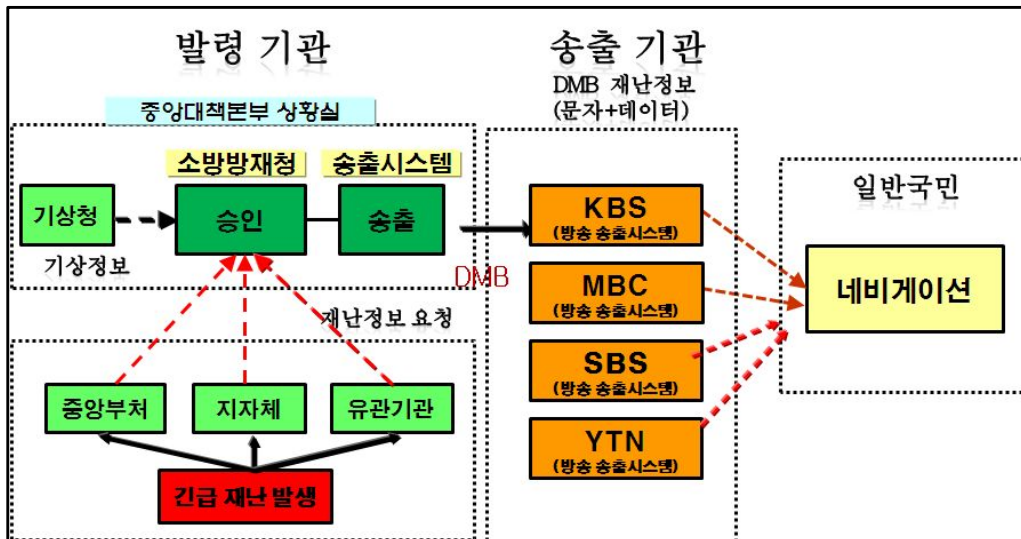 발령 기관
송출 기관
DMB 재난정보
(문자+데이터)
중앙대책본부 상황실
소방방재청
송출시스템
기상청
승인
송출
기상정보
DMB
재난정보 요청
중앙부처
지자체
유관기관
긴급 재난 발생
KBS
(방송 송출시스템)
MBC
(방송 송출시스템)
SBS
(방송 송출시스템)
YTN
(방송 송출시스템)
일반국민
네비게이션